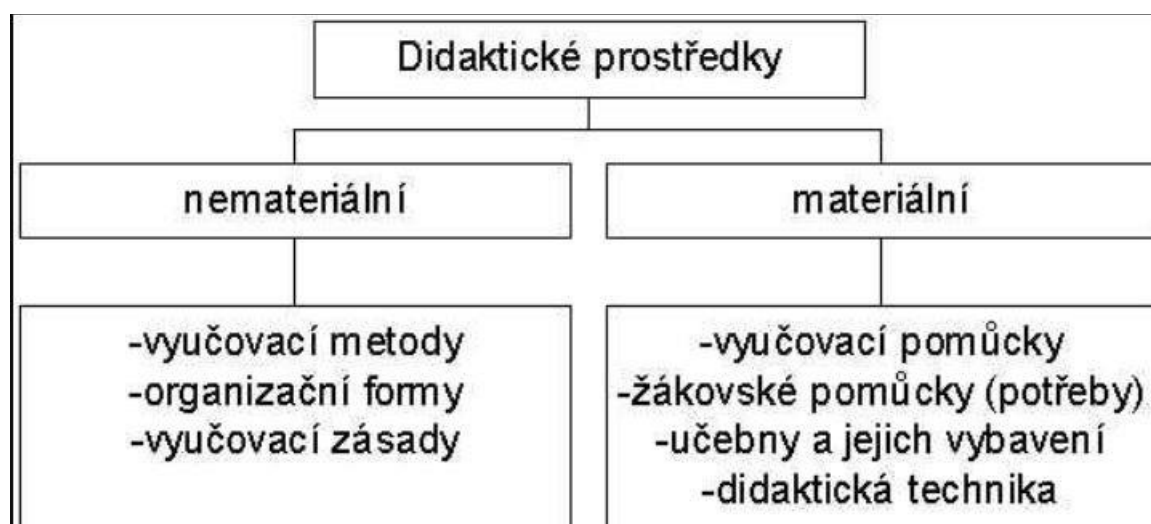 Didaktické prostředky
nemateriální
materiální
-vyučovací metody
-organizační formy
-vyučovací zásady
-vyučovací pomůcky
-žákovské pomůcky (potřeby)
-učebny a jejich vybavení
-didaktická technika